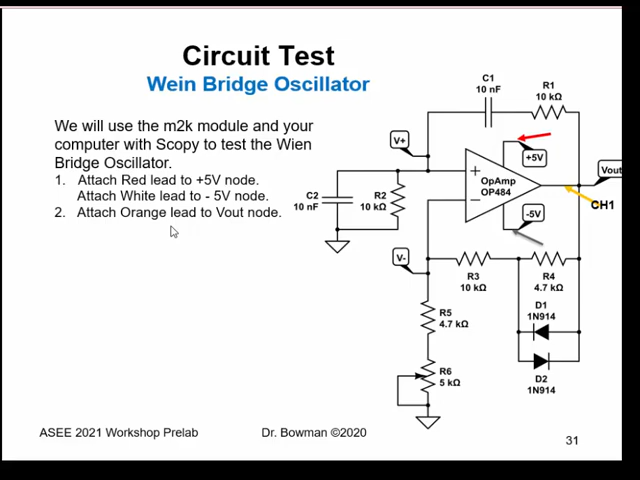 Circuit Test
Wein Bridge Oscillator
We will use the m2k module and your
computer with Scopy to test the Wien
Bridge Oscillator.
1. Attach Red lead to +5V node.
Attach White lead to - 5V node.
2. Attach Orange lead to Vout node.
C1
10 nF
R1
10 kΩ
V+
+5V
Vout
OpAmp
OP484
+
−
C2
10 nF
R2
10 kΩ
CH1
-5V
V-
R3
10 kΩ
R4
4.7 kΩ
D1
1N914
R5
4.7 kΩ
R6
5 kΩ
D2
1N914
ASEE 2021 Workshop Prelab
Dr. Bowman ©2020
31